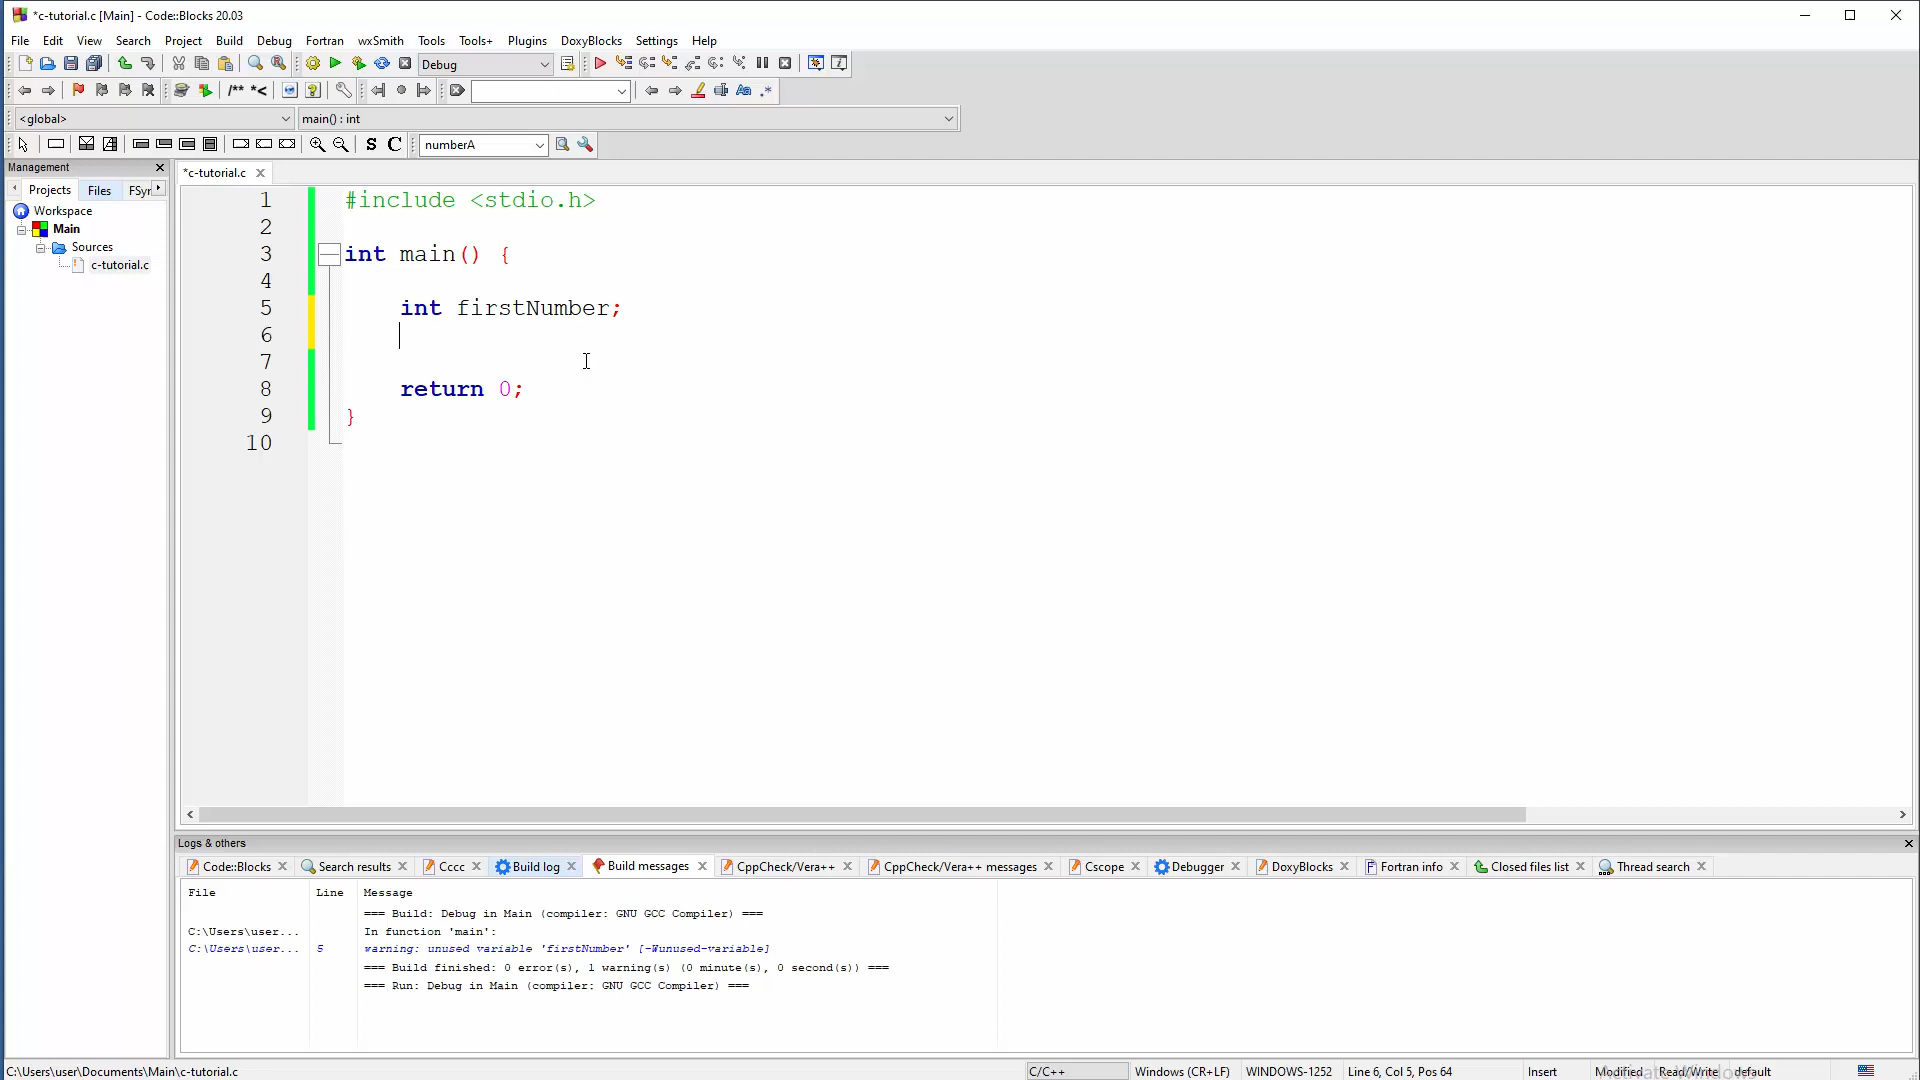 *c-tutorial.c [Main] - Code::Blocks 20.03
File Edit View Search Project Build Debug Fortran wxSmith Tools Tools+ Plugins DoxyBlocks Settings Help
Debug
/** *<
<global> main() : int
S C numberA
Management
Projects Files FSyr
*c-tutorial.c
Workspace
Main
Sources
c-tutorial.c
1 #include <stdio.h>
2
3 int main() {
4
5 int firstNumber;
6
7
8 return 0;
9 }
10
Logs & others
Code::Blocks Search results Cccc Build log Build messages CppCheck/Vera++ CppCheck/Vera++ messages Cscope Debugger DoxyBlocks Fortran info Closed files list Thread search
File Line Message
=== Build: Debug in Main (compiler: GNU GCC Compiler) ===
C:\Users\user... In function 'main':
C:\Users\user... 5 warning: unused variable 'firstNumber' [-Wunused-variable]
=== Build finished: 0 error(s), 1 warning(s) (0 minute(s), 0 second(s)) ===
=== Run: Debug in Main (compiler: GNU GCC Compiler) ===
C:\Users\user\Documents\Main\c-tutorial.c C/C++ Windows (CR+LF) WINDOWS-1252 Line 6, Col 5, Pos 64 Insert Modified Read/Write default
Activate Windows